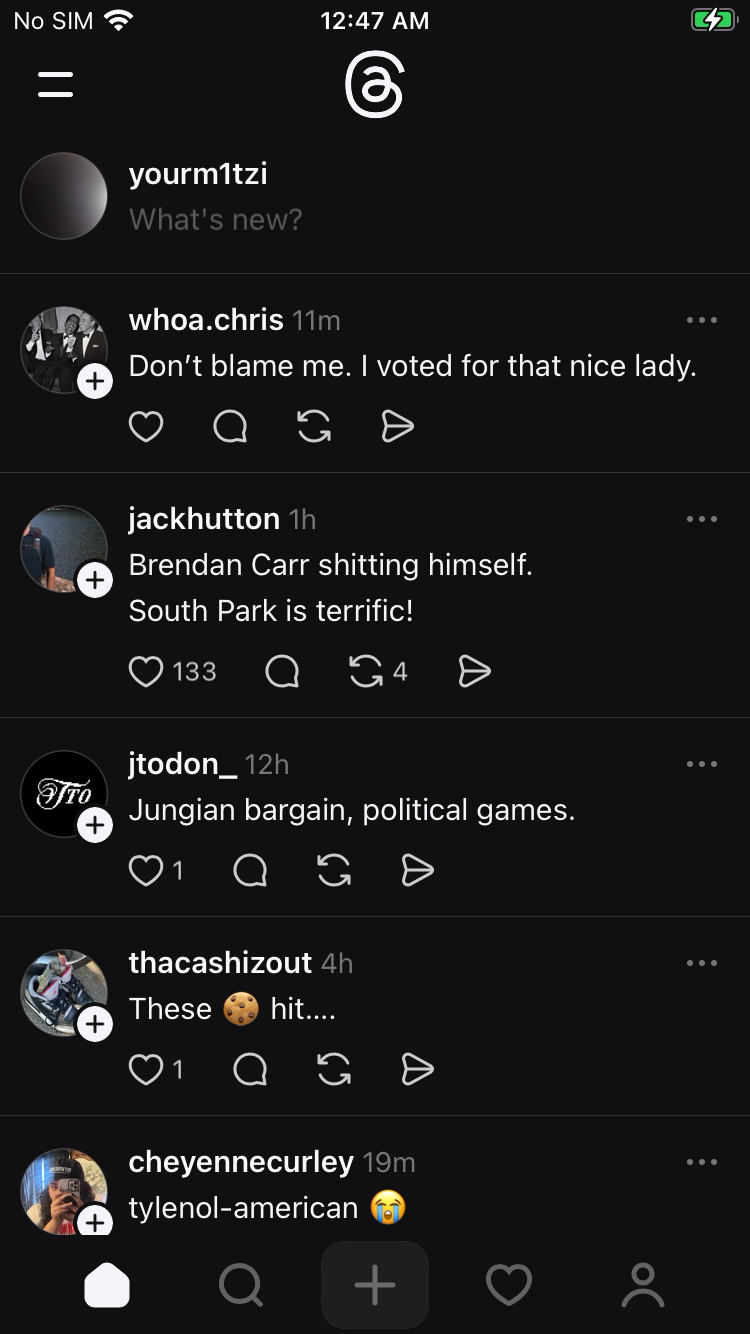 No SIM 12:47 AM
yourm1tzi
What's new?
whoa.chris 11m
Don’t blame me. I voted for that nice lady.
jackhutton 1h
Brendan Carr shitting himself.
South Park is terrific!
133 4
jtodon_ 12h
JTO
Jungian bargain, political games.
1
thacashizout 4h
These 🍪 hit....
1
cheyennecurley 19m
tylenol-american 😭